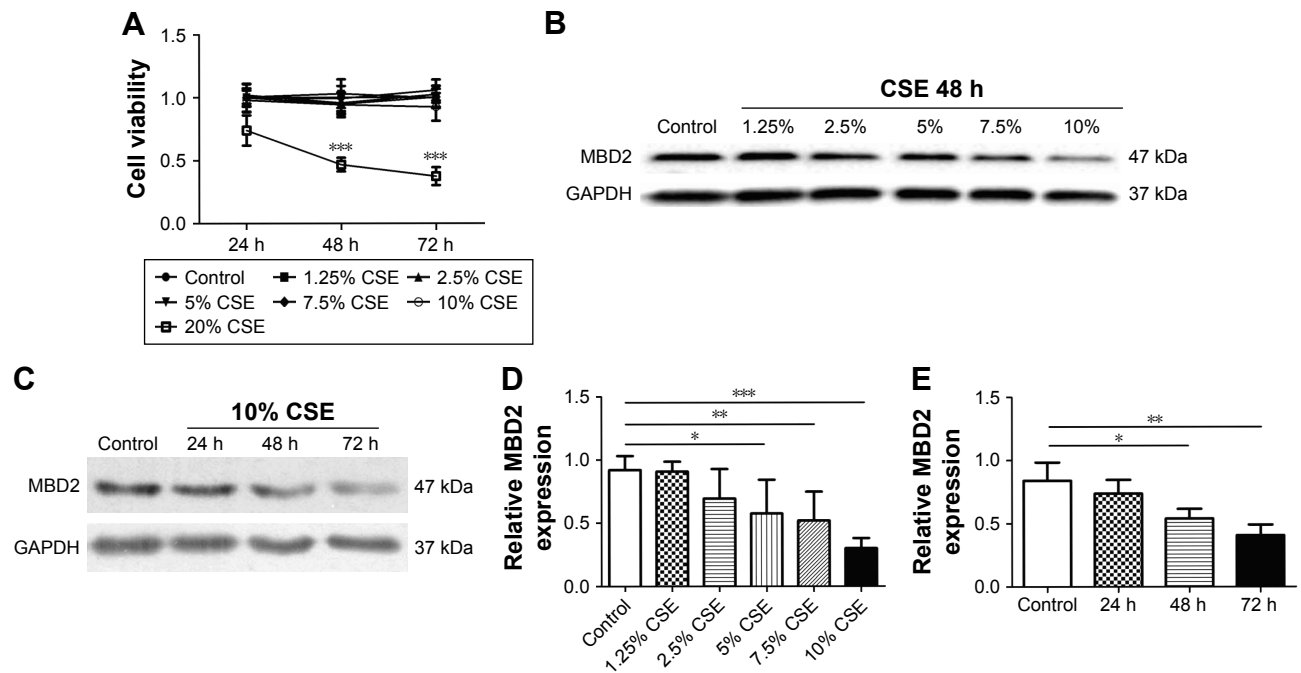 A
1.5
1.0
0.5
0.0
Cell viability
***
***
24 h 48 h 72 h
Control 1.25% CSE 2.5% CSE
5% CSE 7.5% CSE 10% CSE
20% CSE
B
CSE 48 h
Control 1.25% 2.5% 5% 7.5% 10%
MBD2 47 kDa
GAPDH 37 kDa
C
10% CSE
Control 24 h 48 h 72 h
MBD2 47 kDa
GAPDH 37 kDa
D
1.5
1.0
0.5
0.0
Relative MBD2
expression
***
**
*
Control 1.25% CSE 2.5% CSE 5% CSE 7.5% CSE 10% CSE
E
1.5
1.0
0.5
0.0
Relative MBD2
expression
**
*
Control 24 h 48 h 72 h